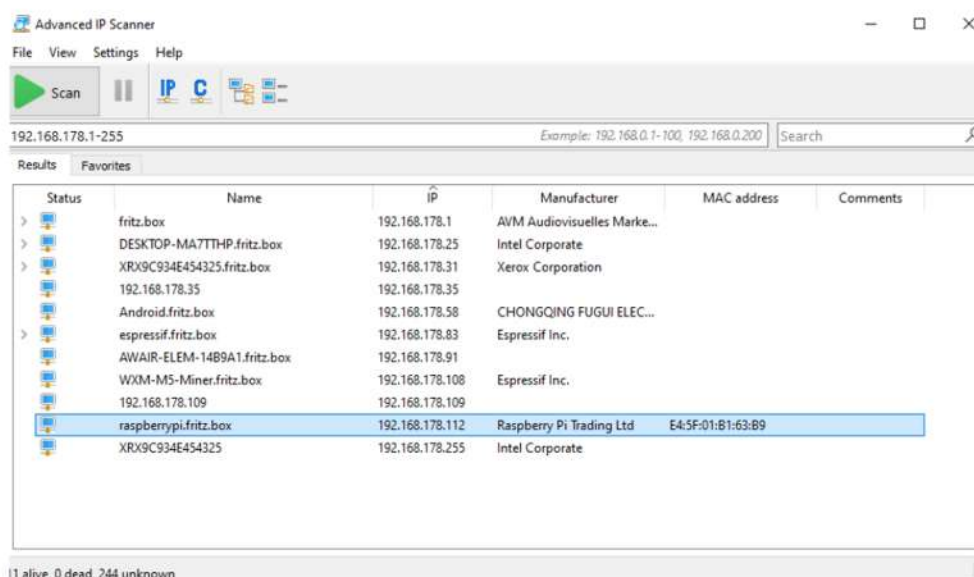 Advanced IP Scanner
File View Settings Help
Scan IP C
192.168.178.1-255 Example: 192.168.0.1-100, 192.168.0.200 Search
Results Favorites
Status Name IP Manufacturer MAC address Comments
fritz.box 192.168.178.1 AVM Audiovisuelles Marke...
DESKTOP-MA7TTHP.fritz.box 192.168.178.25 Intel Corporate
XRX9C934E454325.fritz.box 192.168.178.31 Xerox Corporation
192.168.178.35 192.168.178.35
Android.fritz.box 192.168.178.58 CHONGQING FUGUI ELEC...
espressif.fritz.box 192.168.178.83 Espressif Inc.
AWAIR-ELEM-14B9A1.fritz.box 192.168.178.91
WXM-M5-Miner.fritz.box 192.168.178.108 Espressif Inc.
192.168.178.109 192.168.178.109
raspberrypi.fritz.box 192.168.178.112 Raspberry Pi Trading Ltd E4:5F:01:B1:63:B9
XRX9C934E454325 192.168.178.255 Intel Corporate
11 alive, 0 dead, 244 unknown